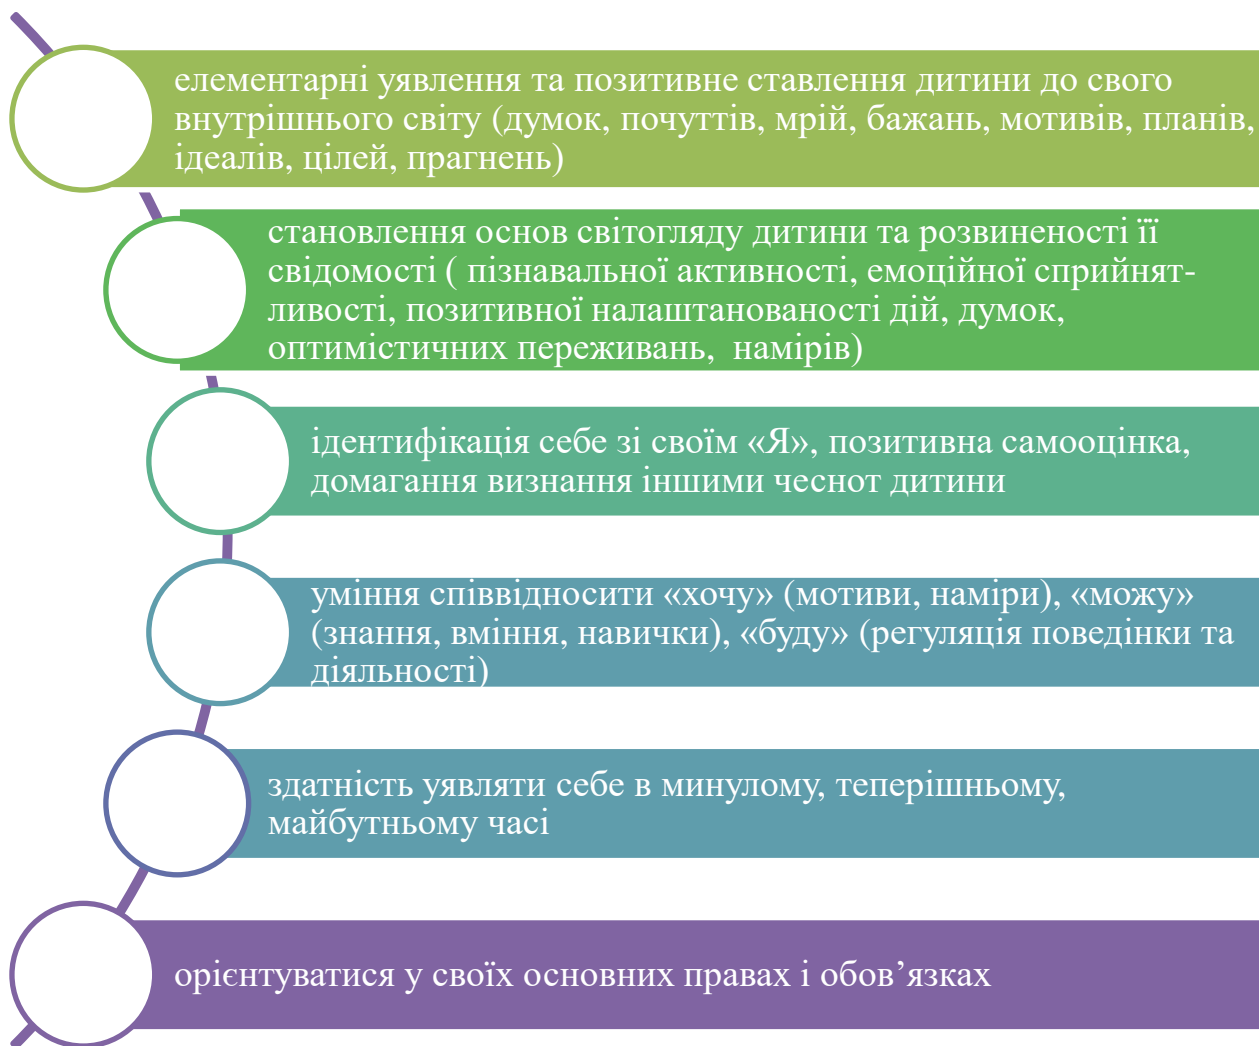 елементарні уявлення та позитивне ставлення дитини до свого
внутрішнього світу (думок, почуттів, мрій, бажань, мотивів, планів,
ідеалів, цілей, прагнень)
становлення основ світогляду дитини та розвиненості її
свідомості ( пізнавальної активності, емоційної сприйнят-
ливості, позитивної налаштанованості дій, думок,
оптимістичних переживань,  намірів)
ідентифікація себе зі своїм «Я», позитивна самооцінка,
домагання визнання іншими чеснот дитини
уміння співвідносити «хочу» (мотиви, наміри), «можу»
(знання, вміння, навички), «буду» (регуляція поведінки та
діяльності)
здатність уявляти себе в минулому, теперішньому,
майбутньому часі
орієнтуватися у своїх основних правах і обов’язках